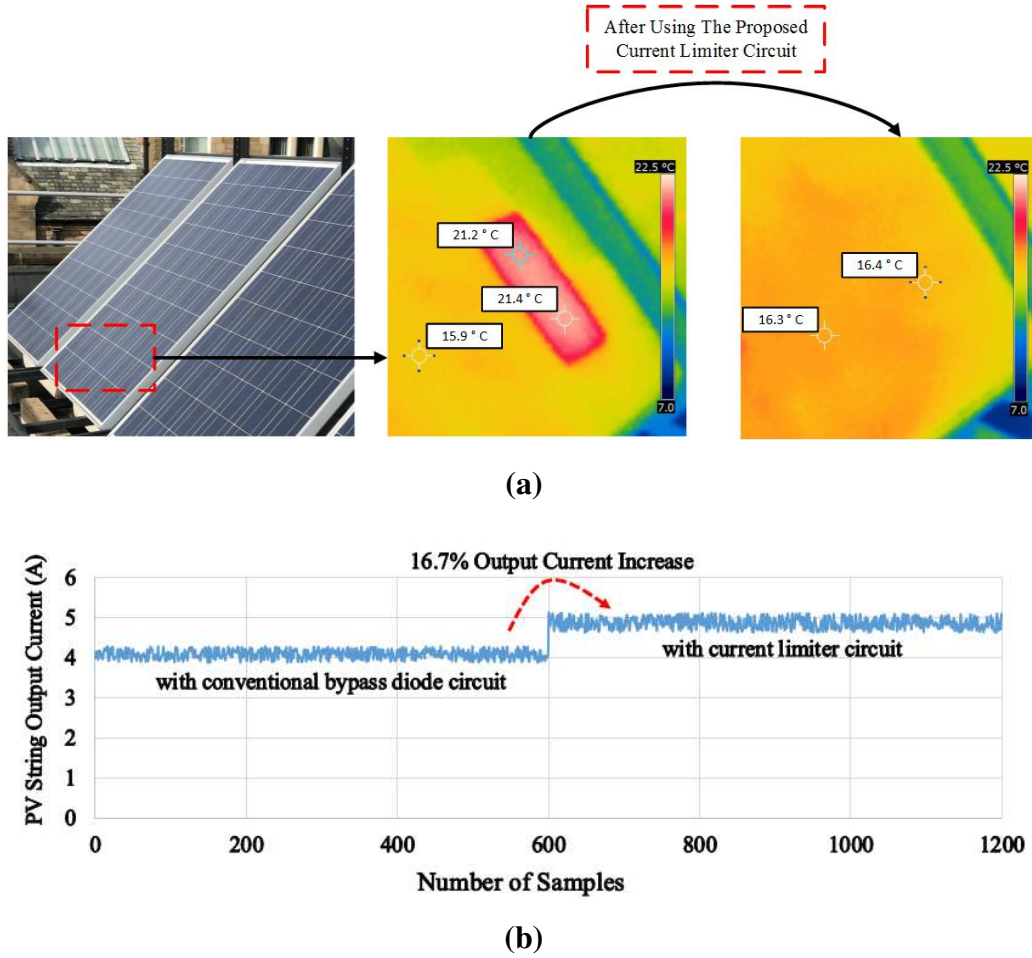 After Using The Proposed
Current Limiter Circuit
22.5 °C
21.2 ° C
21.4 ° C
15.9 ° C
7.0
22.5 °C
16.4 ° C
16.3 ° C
7.0
(a)
16.7% Output Current Increase
PV String Output Current (A)
6
5
4
3
2
1
0
with current limiter circuit
with conventional bypass diode circuit
0 200 400 600 800 1000 1200
Number of Samples
(b)